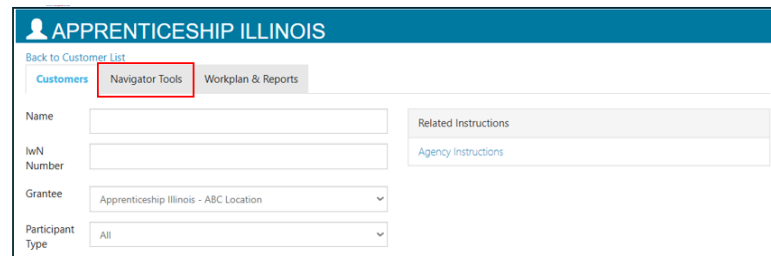 APPRENTICESHIP ILLINOIS
Back to Customer List
Customers Navigator Tools Workplan & Reports
Name
Related Instructions
IwN
Number
Agency Instructions
Grantee
Apprenticeship Illinois - ABC Location
Participant
Type
All